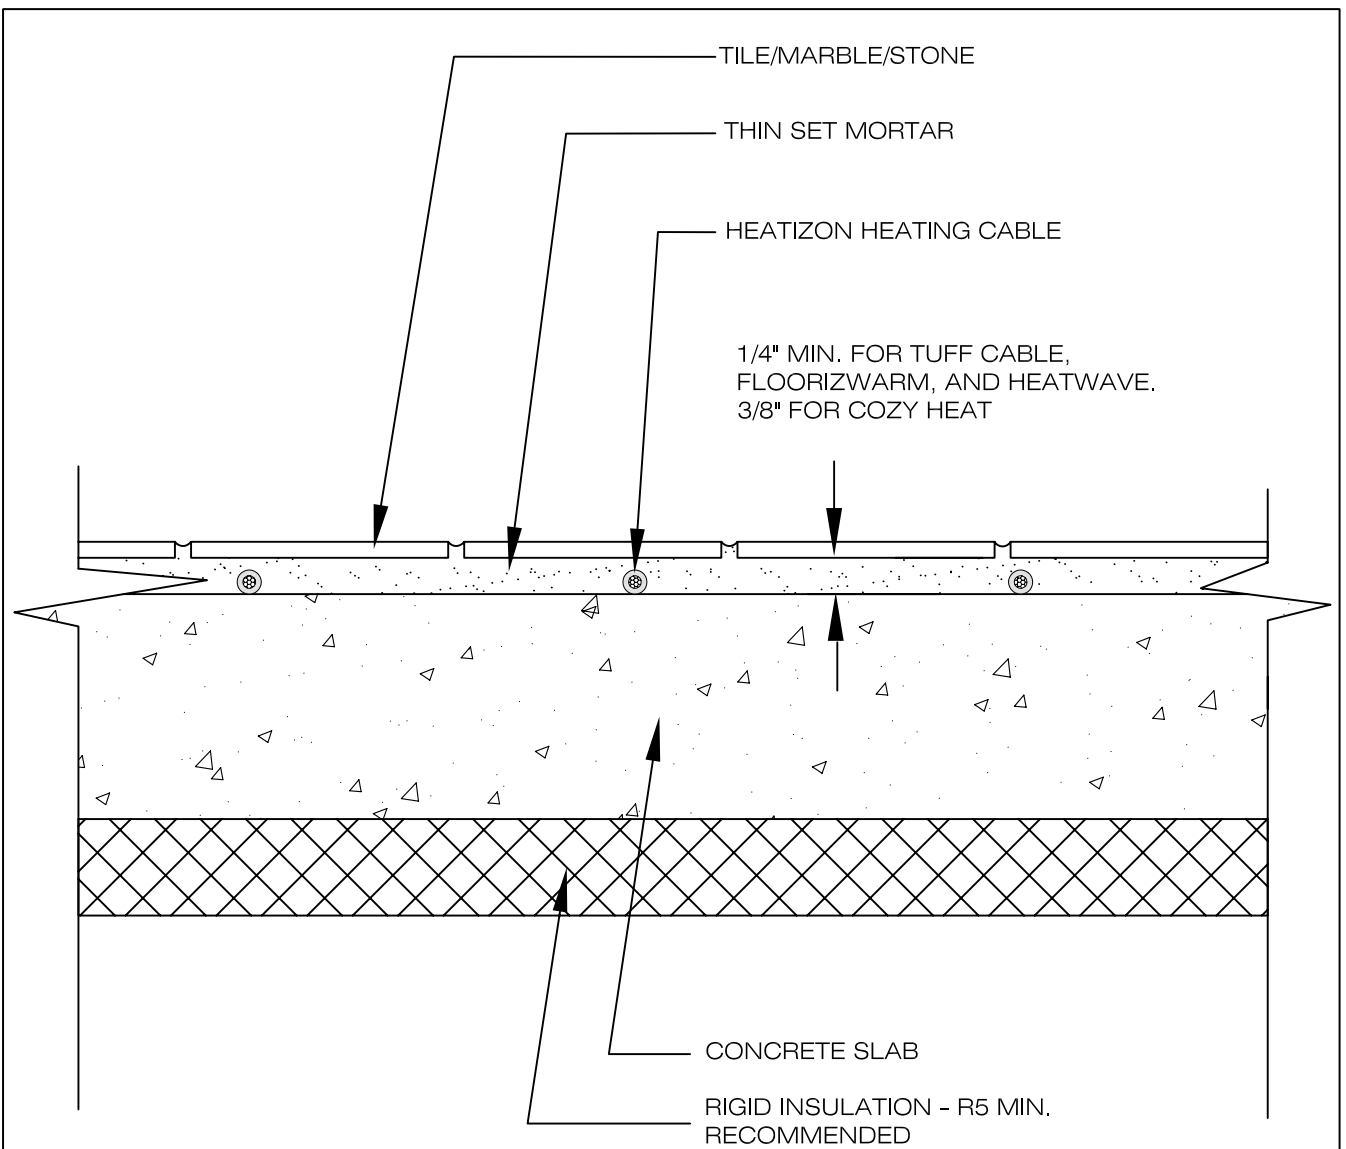 TILE/MARBLE/STONE
THIN SET MORTAR
HEATIZON HEATING CABLE
1/4" MIN. FOR TUFF CABLE,
FLOORIZWARM, AND HEATWAVE.
3/8" FOR COZY HEAT
CONCRETE SLAB
RIGID INSULATION - R5 MIN.
RECOMMENDED